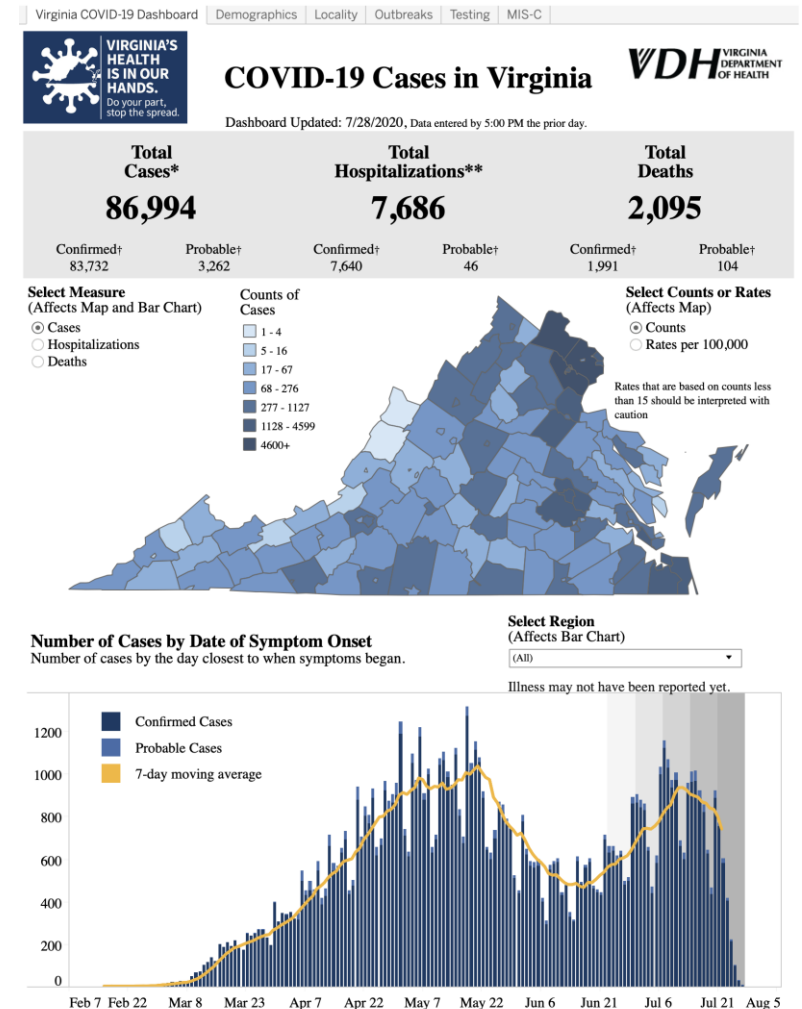 Virginia COVID-19 Dashboard Demographics Locality Outbreaks Testing MIS-C
VIRGINIA'S
HEALTH
IS IN OUR
HANDS.
Do your part,
stop the spread.
COVID-19 Cases in Virginia
VDH VIRGINIA
DEPARTMENT
OF HEALTH
Dashboard Updated: 7/28/2020, Data entered by 5:00 PM the prior day.
Total
Cases*
86,994
Confirmed† Probable†
83,732 3,262
Total
Hospitalizations**
7,686
Confirmed† Probable†
7,640 46
Total
Deaths
2,095
Confirmed† Probable†
1,991 104
Select Measure
(Affects Map and Bar Chart)
Cases
Hospitalizations
Deaths
Counts of
Cases
1 - 4
5 - 16
17 - 67
68 - 276
277 - 1127
1128 - 4599
4600+
Select Counts or Rates
(Affects Map)
Counts
Rates per 100,000
Rates that are based on counts less
than 15 should be interpreted with
caution
Number of Cases by Date of Symptom Onset
Number of cases by the day closest to when symptoms began.
Select Region
(Affects Bar Chart)
(All)
Illness may not have been reported yet.
Confirmed Cases
Probable Cases
7-day moving average
1200
1000
800
600
400
200
0
Feb 7 Feb 22 Mar 8 Mar 23 Apr 7 Apr 22 May 7 May 22 Jun 6 Jun 21 Jul 6 Jul 21 Aug 5